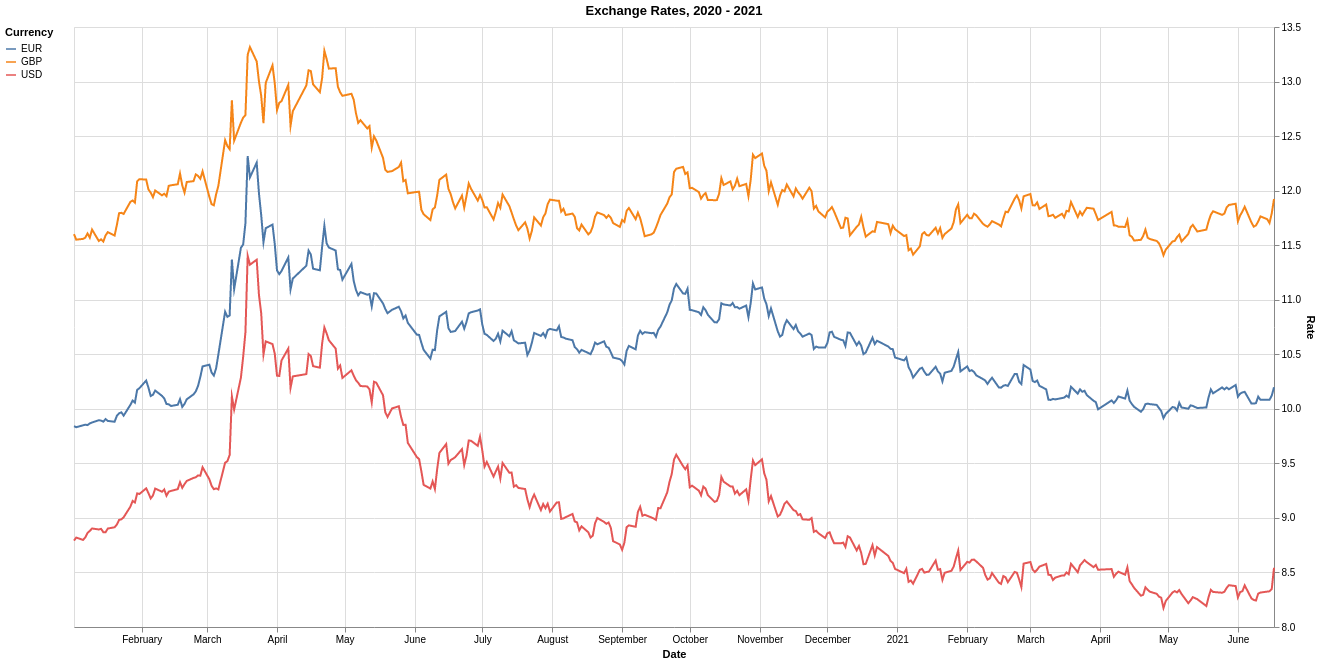 Exchange Rates, 2020 - 2021
Currency
EUR
GBP
USD
13.5
13.0
12.5
12.0
11.5
11.0
10.5
10.0
9.5
9.0
8.5
8.0
Rate
February March April May June July August September October November December 2021 February March April May June
Date